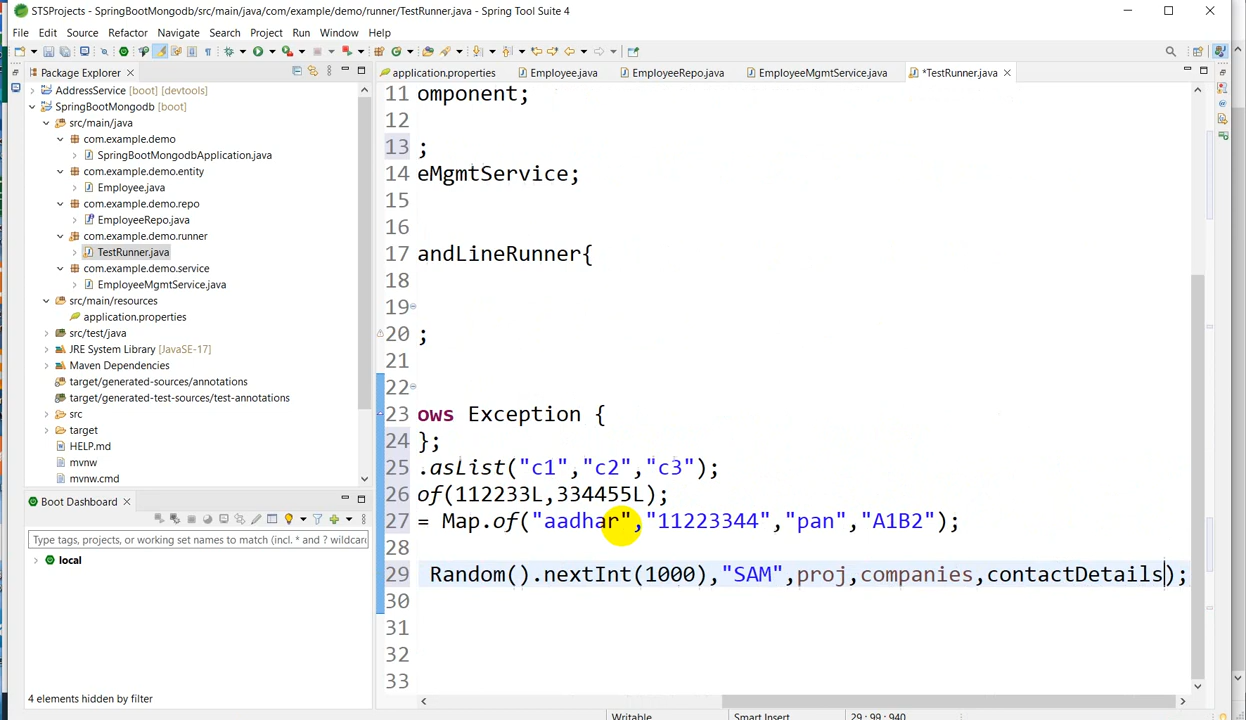 STSProjects - SpringBootMongodb/src/main/java/com/example/demo/runner/TestRunner.java - Spring Tool Suite 4
File Edit Source Refactor Navigate Search Project Run Window Help
Package Explorer
application.properties Employee.java EmployeeRepo.java EmployeeMgmtService.java *TestRunner.java
AddressService [boot] [devtools]
SpringBootMongodb [boot]
src/main/java
com.example.demo
SpringBootMongodbApplication.java
com.example.demo.entity
Employee.java
com.example.demo.repo
EmployeeRepo.java
com.example.demo.runner
TestRunner.java
com.example.demo.service
EmployeeMgmtService.java
src/main/resources
application.properties
src/test/java
JRE System Library [JavaSE-17]
Maven Dependencies
target/generated-sources/annotations
target/generated-test-sources/test-annotations
src
target
HELP.md
mvnw
mvnw.cmd
Boot Dashboard
Type tags, projects, or working set names to match (incl. * and ? wildcar
local
4 elements hidden by filter
11 omponent;
12
13 ;
14 eMgmtService;
15
16
17 andLineRunner{
18
19
20 ;
21
22
23 ows Exception {
24 };
25 .asList("c1","c2","c3");
26 of(112233L,334455L);
27 = Map.of("aadhar","11223344","pan","A1B2");
28
29 Random().nextInt(1000),"SAM",proj,companies,contactDetails);
30
31
32
33
Writable Smart Insert 29 : 99 : 940